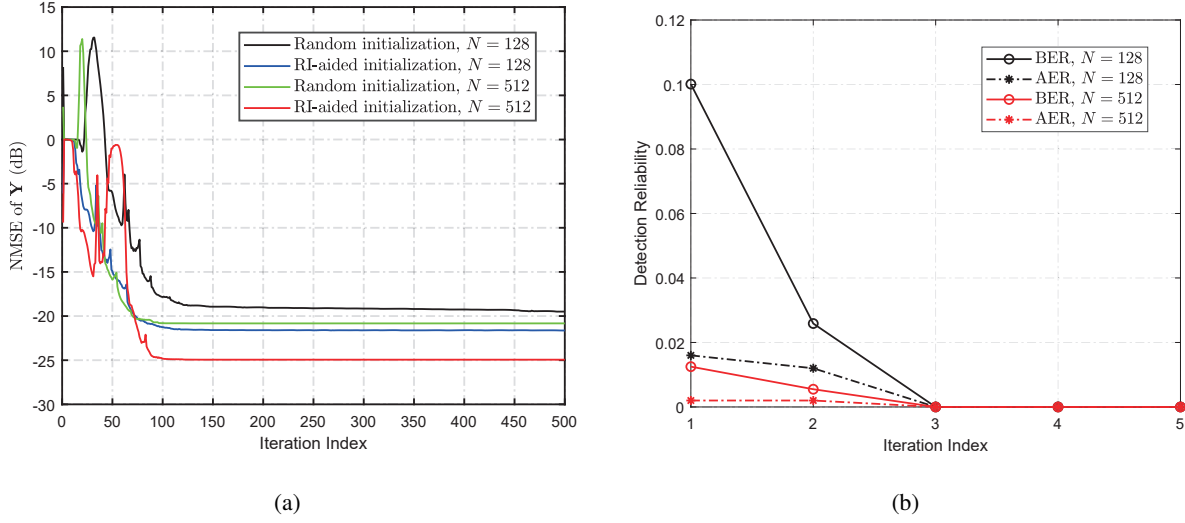 15
10
5
0
-5
-10
-15
-20
-25
-30
NMSE of Y (dB)
0 50 100 150 200 250 300 350 400 450 500
Iteration Index
Random initialization, N = 128
RI-aided initialization, N = 128
Random initialization, N = 512
RI-aided initialization, N = 512
(a)
0.12
0.10
0.08
0.06
0.04
0.02
0
Detection Reliability
1 2 3 4 5
Iteration Index
BER, N = 128
AER, N = 128
BER, N = 512
AER, N = 512
(b)